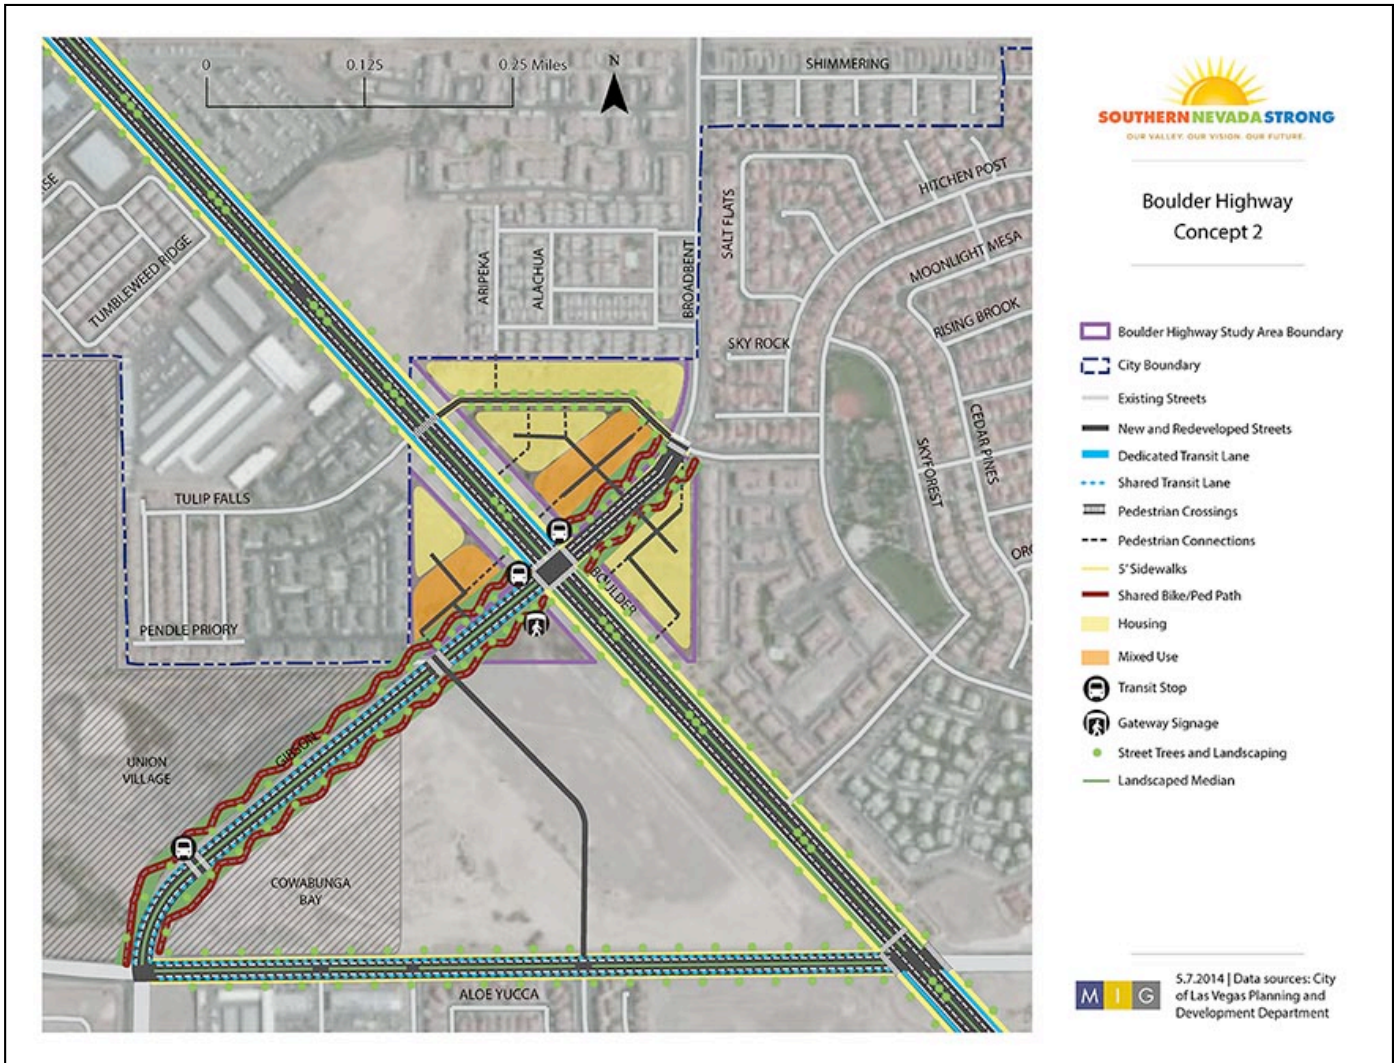 0 0.125 0.25 Miles
N
SHIMMERING
HITCHEN POST
SALT FLATS
MOONLIGHT MESA
TUMBLEWEED RIDGE
ARIPEKA
ALACHUA
BROADBENT
RISING BROOK
SKY ROCK
CEDAR PINES
SKYFOREST
TULIP FALLS
BOULDER
PENDLE PRIORY
GIBSON
UNION
VILLAGE
COWABUNGA
BAY
ALOE YUCCA
SOUTHERN NEVADA STRONG
OUR VALLEY. OUR VISION. OUR FUTURE.
Boulder Highway
Concept 2
Boulder Highway Study Area Boundary
City Boundary
Existing Streets
New and Redeveloped Streets
Dedicated Transit Lane
Shared Transit Lane
Pedestrian Crossings
Pedestrian Connections
5' Sidewalks
Shared Bike/Ped Path
Housing
Mixed Use
Transit Stop
Gateway Signage
Street Trees and Landscaping
Landscaped Median
M I G
5.7.2014 | Data sources: City
of Las Vegas Planning and
Development Department